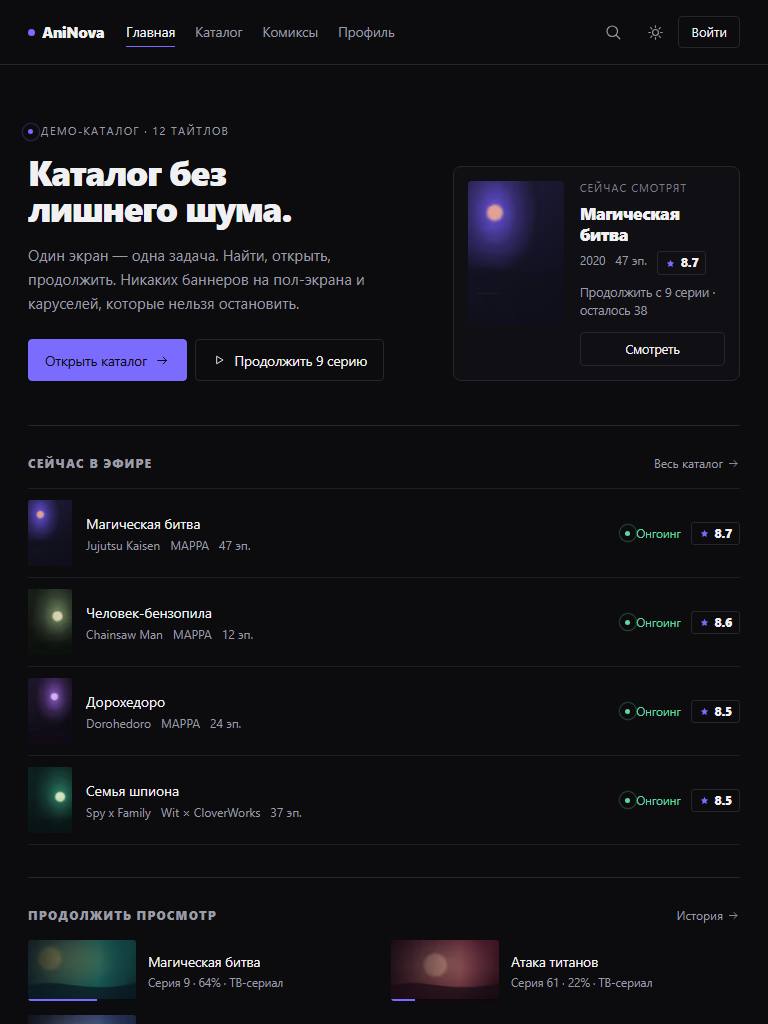 AniNova Главная Каталог Комиксы Профиль Войти
ДЕМО-КАТАЛОГ · 12 ТАЙТЛОВ
Каталог без
лишнего шума.
Один экран — одна задача. Найти, открыть,
продолжить. Никаких баннеров на пол-экрана и
каруселей, которые нельзя остановить.
Открыть каталог → Продолжить 9 серию
СЕЙЧАС СМОТРЯТ
Магическая
битва
2020 47 эп. 8.7
Продолжить с 9 серии ·
осталось 38
Смотреть
СЕЙЧАС В ЭФИРЕ Весь каталог →
Магическая битва
Jujutsu Kaisen MAPPA 47 эп.
Онгоинг 8.7
Человек-бензопила
Chainsaw Man MAPPA 12 эп.
Онгоинг 8.6
Дорохедоро
Dorohedoro MAPPA 24 эп.
Онгоинг 8.5
Семья шпиона
Spy x Family Wit × CloverWorks 37 эп.
Онгоинг 8.5
ПРОДОЛЖИТЬ ПРОСМОТР История →
Магическая битва
Серия 9 · 64% · ТВ-сериал
Атака титанов
Серия 61 · 22% · ТВ-сериал